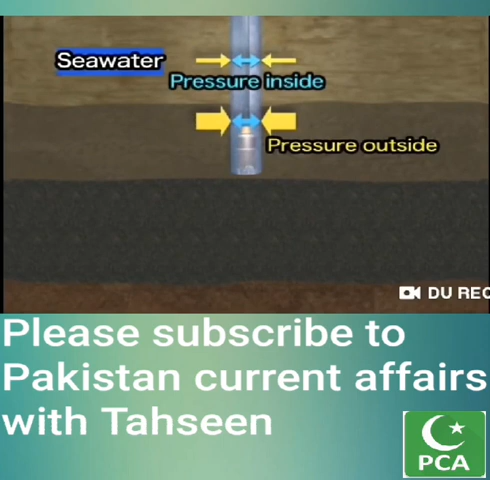 Seawater
Pressure inside
Pressure outside
DU REC
Please subscribe to
Pakistan current affairs
with Tahseen
PCA